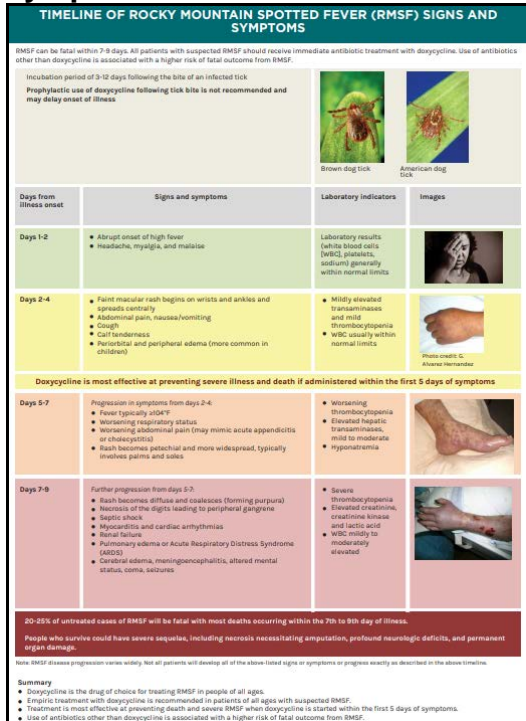 TIMELINE OF ROCKY MOUNTAIN SPOTTED FEVER (RMSF) SIGNS AND
SYMPTOMS
RMSF can be fatal within 7-9 days. All patients with suspected RMSF should receive immediate antibiotic treatment with doxycycline. Use of antibiotics
other than doxycycline is associated with a higher risk of fatal outcome from RMSF.
Incubation period of 3-12 days following the bite of an infected tick
Prophylactic use of doxycycline following tick bite is not recommended and
may delay onset of illness
Brown dog tick
American dog
tick
Days from
illness onset
Signs and symptoms
Laboratory indicators
Images
Days 1-2
● Abrupt onset of high fever
● Headache, myalgia, and malaise
Laboratory results
(white blood cells
[WBC], platelets,
sodium) generally
within normal limits
Days 2-4
● Faint macular rash begins on wrists and ankles and
spreads centrally
● Abdominal pain, nausea/vomiting
● Cough
● Calf tenderness
● Periorbital and peripheral edema (more common in
children)
● Mildly elevated
transaminases
and mild
thrombocytopenia
● WBC usually within
normal limits
Photo credit: G.
Alvarez Hernandez
Doxycycline is most effective at preventing severe illness and death if administered within the first 5 days of symptoms
Days 5-7
Progression in symptoms from days 2-4:
● Fever typically ≥104°F
● Worsening respiratory status
● Worsening abdominal pain (may mimic acute appendicitis
or cholecystitis)
● Rash becomes petechial and more widespread, typically
involves palms and soles
● Worsening
thrombocytopenia
● Elevated hepatic
transaminases,
mild to moderate
● Hyponatremia
Days 7-9
Further progression from days 5-7:
● Rash becomes diffuse and coalesces (forming purpura)
● Necrosis of the digits leading to peripheral gangrene
● Septic shock
● Myocarditis and cardiac arrhythmias
● Renal failure
● Pulmonary edema or Acute Respiratory Distress Syndrome
(ARDS)
● Cerebral edema, meningoencephalitis, altered mental
status, coma, seizures
● Severe
thrombocytopenia
● Elevated creatinine,
creatinine kinase
and lactic acid
● WBC mildly to
moderately
elevated
20-25% of untreated cases of RMSF will be fatal with most deaths occurring within the 7th to 9th day of illness.
People who survive could have severe sequelae, including necrosis necessitating amputation, profound neurologic deficits, and permanent
organ damage.
Note: RMSF disease progression varies widely. Not all patients will develop all of the above-listed signs or symptoms or progress exactly as described in the above timeline.
Summary
● Doxycycline is the drug of choice for treating RMSF in people of all ages.
● Empiric treatment with doxycycline is recommended in patients of all ages with suspected RMSF.
● Treatment is most effective at preventing death and severe RMSF when doxycycline is started within the first 5 days of symptoms.
● Use of antibiotics other than doxycycline is associated with a higher risk of fatal outcome from RMSF.